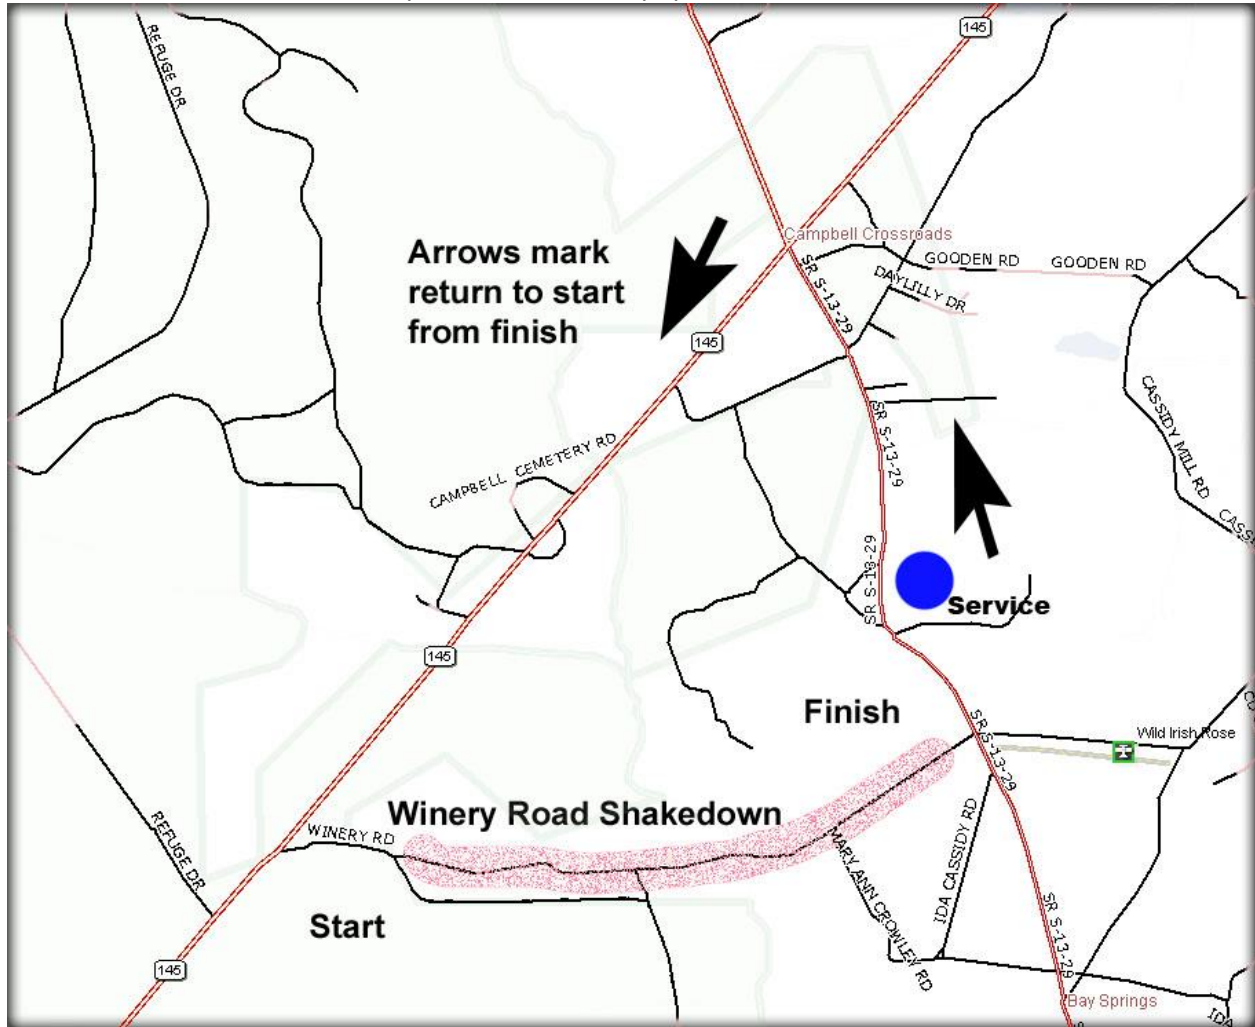 145
REFUGE DR
Arrows mark
return to start
from finish
Campbell Crossroads
GOODEN RD
GOODEN RD
SR S-13-29
DAYLILLY DR
145
SR S-13-29
CASSIDY MILL RD
CAMPBELL CEMETERY RD
SR S-13-29
Service
145
Finish
SR S-13-29
Wild Irish Rose
Winery Road Shakedown
WINERY RD
REFUGE DR
MARY ANN CROWLEY RD
IDA CASSIDY RD
Start
SR S-13-29
145
Bay Springs
IDA